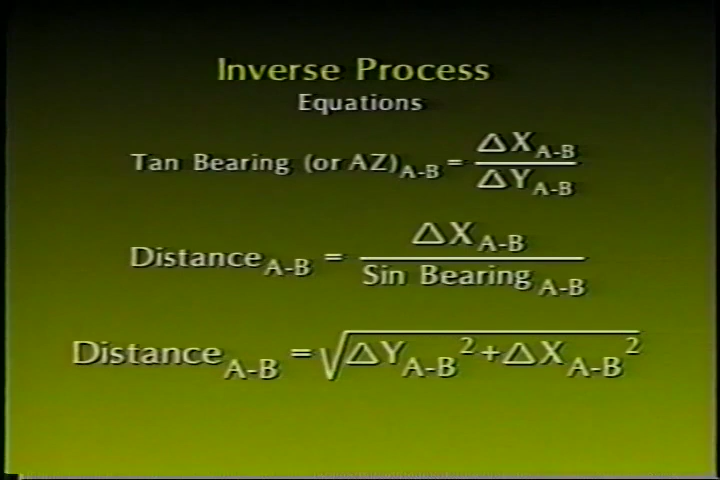 Inverse Process
Equations
Tan Bearing (or AZ)A-B = ΔXA-B / ΔYA-B
DistanceA-B = ΔXA-B / Sin BearingA-B
DistanceA-B = √ΔYA-B²+ΔXA-B²